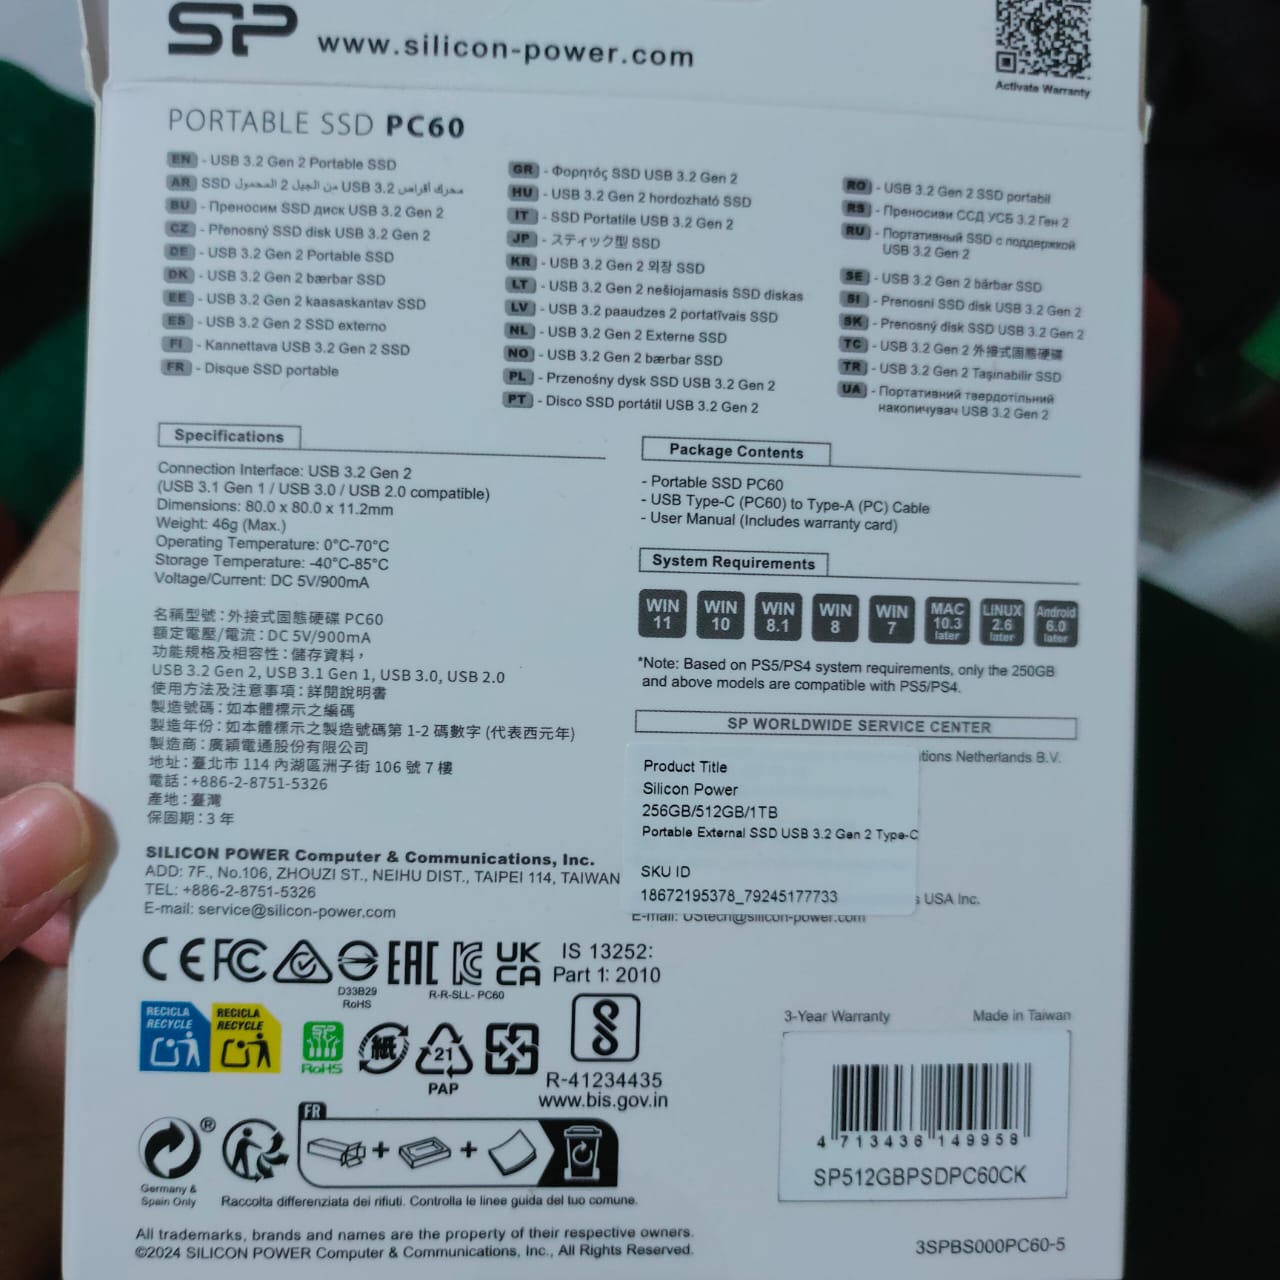 SP www.silicon-power.com
Activate Warranty
PORTABLE SSD PC60
EN - USB 3.2 Gen 2 Portable SSD
AR SSD محرك أقراص USB 3.2 من الجيل 2 المحمول
BU - Преносим SSD диск USB 3.2 Gen 2
CZ - Přenosný SSD disk USB 3.2 Gen 2
DE - USB 3.2 Gen 2 Portable SSD
DK - USB 3.2 Gen 2 bærbar SSD
EE - USB 3.2 Gen 2 kaasaskantav SSD
ES - USB 3.2 Gen 2 SSD externo
FI - Kannettava USB 3.2 Gen 2 SSD
FR - Disque SSD portable
GR - Φορητός SSD USB 3.2 Gen 2
HU - USB 3.2 Gen 2 hordozható SSD
IT - SSD Portatile USB 3.2 Gen 2
JP - スティック型 SSD
KR - USB 3.2 Gen 2 외장 SSD
LT - USB 3.2 Gen 2 nešiojamasis SSD diskas
LV - USB 3.2 paaudzes 2 portatīvais SSD
NL - USB 3.2 Gen 2 Externe SSD
NO - USB 3.2 Gen 2 bærbar SSD
PL - Przenośny dysk SSD USB 3.2 Gen 2
PT - Disco SSD portátil USB 3.2 Gen 2
RO - USB 3.2 Gen 2 SSD portabil
RS - Преносиви ССД УСБ 3.2 Ген 2
RU - Портативный SSD с поддержкой
USB 3.2 Gen 2
SE - USB 3.2 Gen 2 bärbar SSD
SI - Prenosni SSD disk USB 3.2 Gen 2
SK - Prenosný disk SSD USB 3.2 Gen 2
TC - USB 3.2 Gen 2 外接式固態硬碟
TR - USB 3.2 Gen 2 Taşınabilir SSD
UA - Портативний твердотільний
накопичувач USB 3.2 Gen 2
Specifications
Connection Interface: USB 3.2 Gen 2
(USB 3.1 Gen 1 / USB 3.0 / USB 2.0 compatible)
Dimensions: 80.0 x 80.0 x 11.2mm
Weight: 46g (Max.)
Operating Temperature: 0°C-70°C
Storage Temperature: -40°C-85°C
Voltage/Current: DC 5V/900mA
名稱型號：外接式固態硬碟 PC60
額定電壓/電流：DC 5V/900mA
功能規格及相容性：儲存資料，
USB 3.2 Gen 2, USB 3.1 Gen 1, USB 3.0, USB 2.0
使用方法及注意事項：詳閱說明書
製造號碼：如本體標示之編碼
製造年份：如本體標示之製造號碼第 1-2 碼數字 (代表西元年)
製造商：廣穎電通股份有限公司
地址：臺北市 114 內湖區洲子街 106 號 7 樓
電話：+886-2-8751-5326
產地：臺灣
保固期：3 年
SILICON POWER Computer & Communications, Inc.
ADD: 7F., No.106, ZHOUZI ST., NEIHU DIST., TAIPEI 114, TAIWAN
TEL: +886-2-8751-5326
E-mail: service@silicon-power.com
Package Contents
- Portable SSD PC60
- USB Type-C (PC60) to Type-A (PC) Cable
- User Manual (Includes warranty card)
System Requirements
WIN 11
WIN 10
WIN 8.1
WIN 8
WIN 7
MAC 10.3 later
LINUX 2.6 later
Android 6.0 later
*Note: Based on PS5/PS4 system requirements, only the 250GB
and above models are compatible with PS5/PS4.
SP WORLDWIDE SERVICE CENTER
Netherlands B.V.
Product Title
Silicon Power
256GB/512GB/1TB
Portable External SSD USB 3.2 Gen 2 Type-C
SKU ID
18672195378_79245177733
USA Inc.
E-mail: UStech@silicon-power.com
CE FC EAC UK CA
D33B29
RoHS
R-R-SLL- PC60
IS 13252:
Part 1: 2010
RECICLA
RECYCLE
RECICLA
RECYCLE
SP
RoHS
紙
21
PAP
R-41234435
www.bis.gov.in
3-Year Warranty
Made in Taiwan
4 713436 149958
SP512GBPSDPC60CK
FR
®
Germany &
Spain Only
Raccolta differenziata dei rifiuti. Controlla le linee guida del tuo comune.
All trademarks, brands and names are the property of their respective owners.
©2024 SILICON POWER Computer & Communications, Inc., All Rights Reserved.
3SPBS000PC60-5